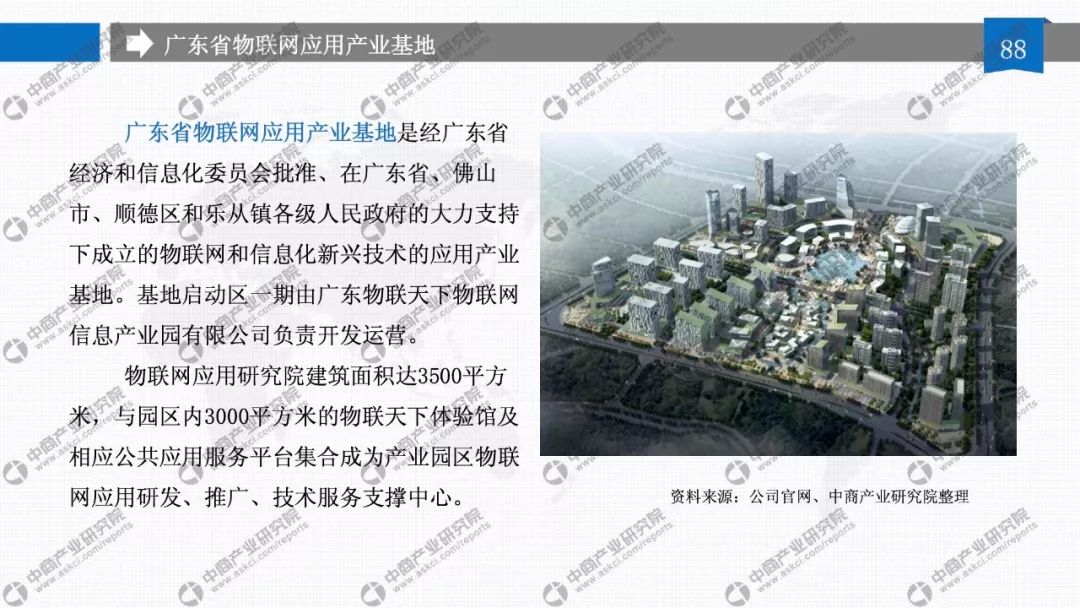 广东省物联网应用产业基地
88
广东省物联网应用产业基地是经广东省
经济和信息化委员会批准、在广东省、佛山
市、顺德区和乐从镇各级人民政府的大力支持
下成立的物联网和信息化新兴技术的应用产业
基地。基地启动区一期由广东物联天下物联网
信息产业园有限公司负责开发运营。
物联网应用研究院建筑面积达3500平方
米，与园区内3000平方米的物联天下体验馆及
相应公共应用服务平台集合成为产业园区物联
网应用研发、推广、技术服务支撑中心。
资料来源：公司官网、中商产业研究院整理
中商产业研究院
www.askci.com/reports